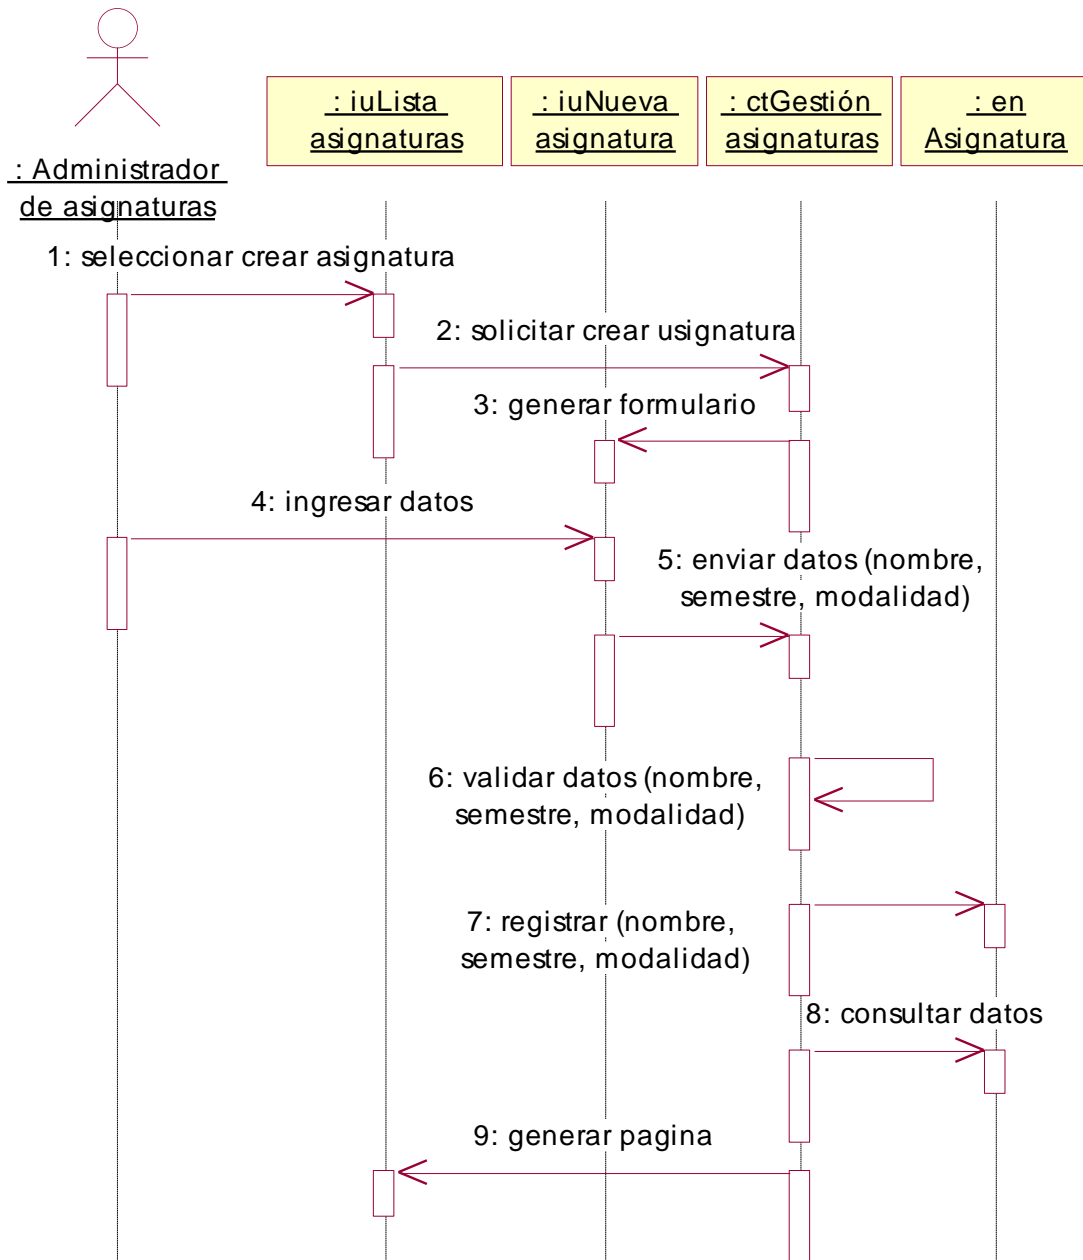 : iuLista
asignaturas
: iuNueva
asignatura
: ctGestión
asignaturas
: en
Asignatura
: Administrador
de asignaturas
1: seleccionar crear asignatura
2: solicitar crear usignatura
3: generar formulario
4: ingresar datos
5: enviar datos (nombre,
semestre, modalidad)
6: validar datos (nombre,
semestre, modalidad)
7: registrar (nombre,
semestre, modalidad)
8: consultar datos
9: generar pagina